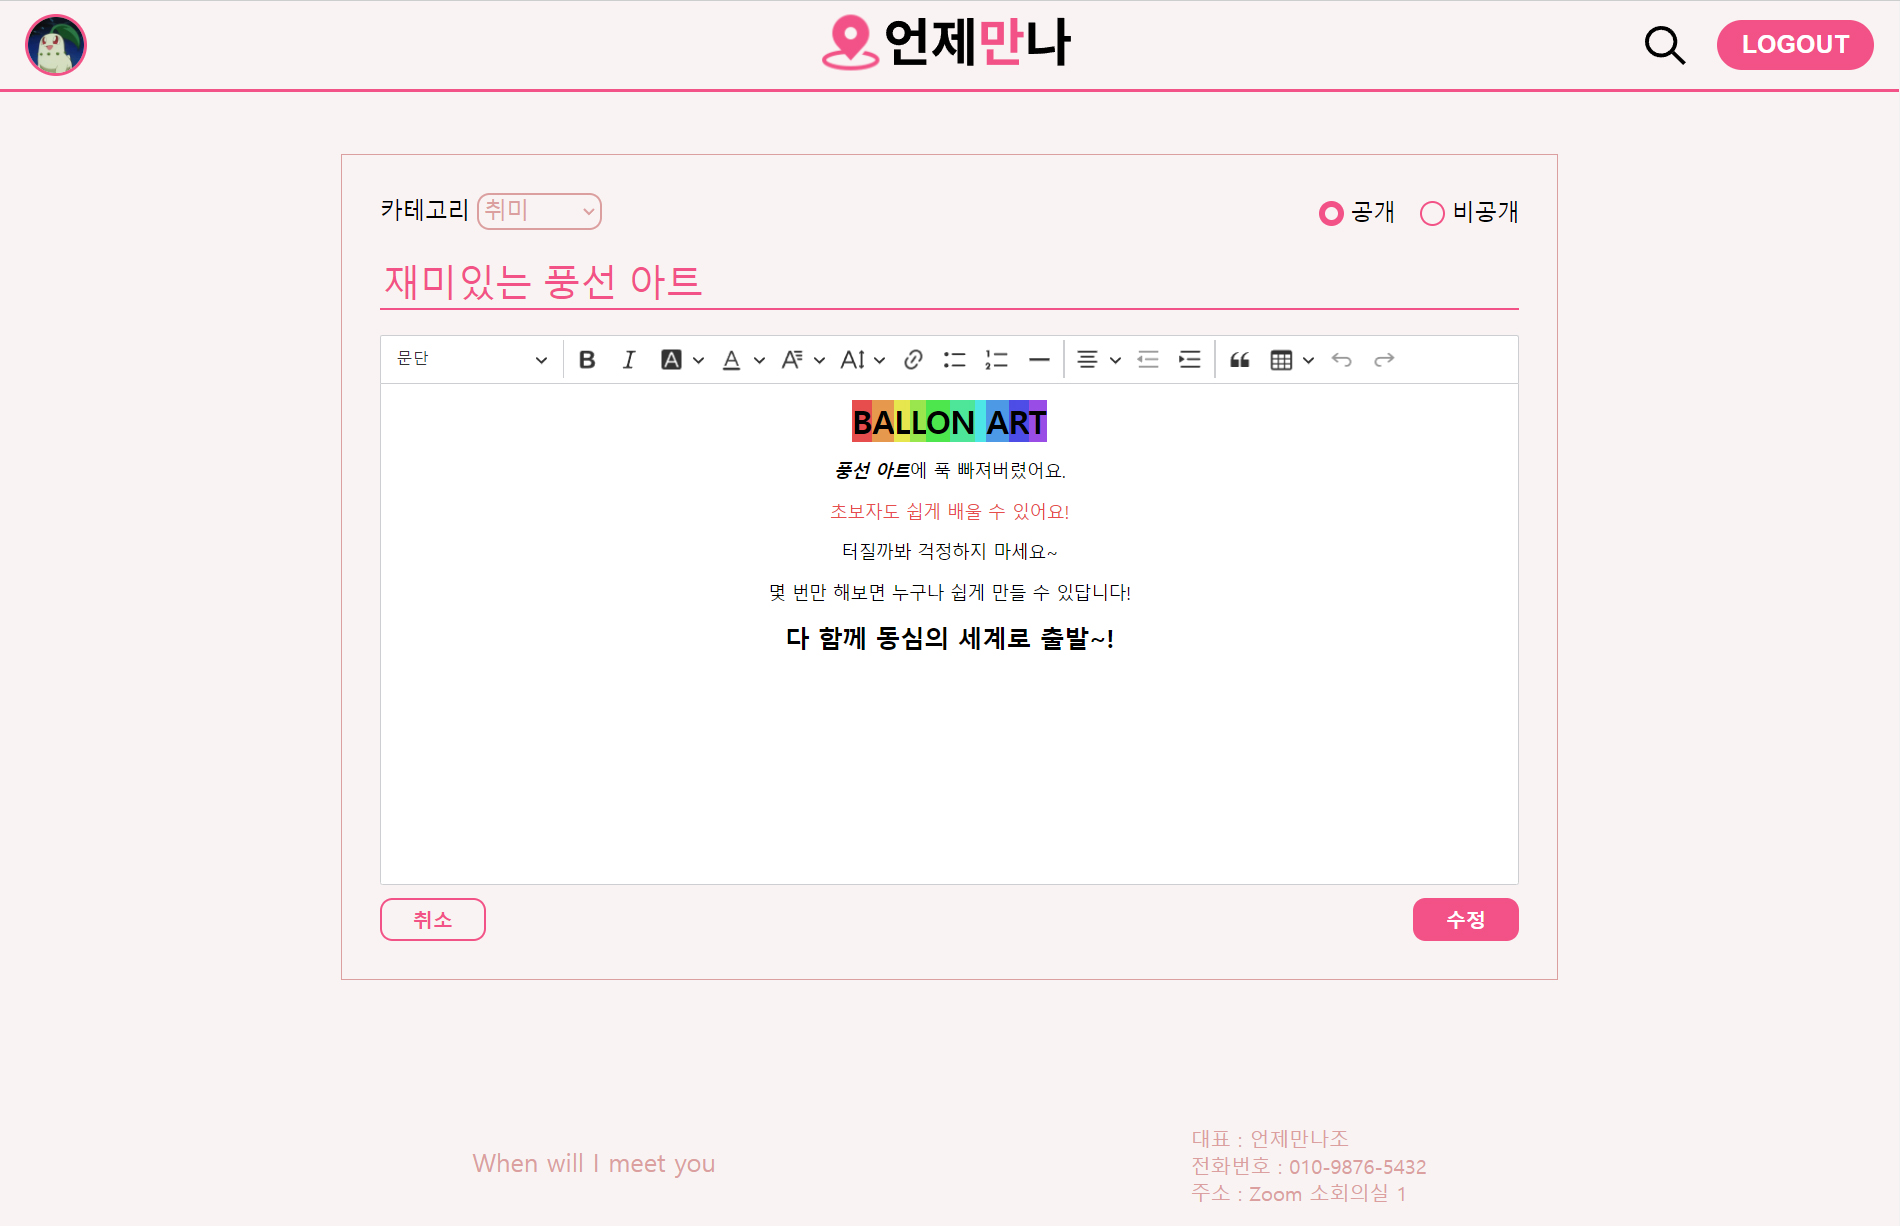 언제만나
LOGOUT
카테고리 취미
공개 비공개
재미있는 풍선 아트
문단
BALLON ART
풍선 아트에 푹 빠져버렸어요.
초보자도 쉽게 배울 수 있어요!
터질까봐 걱정하지 마세요~
몇 번만 해보면 누구나 쉽게 만들 수 있답니다!
다 함께 동심의 세계로 출발~!
취소
수정
When will I meet you
대표 : 언제만나조
전화번호 : 010-9876-5432
주소 : Zoom 소회의실 1